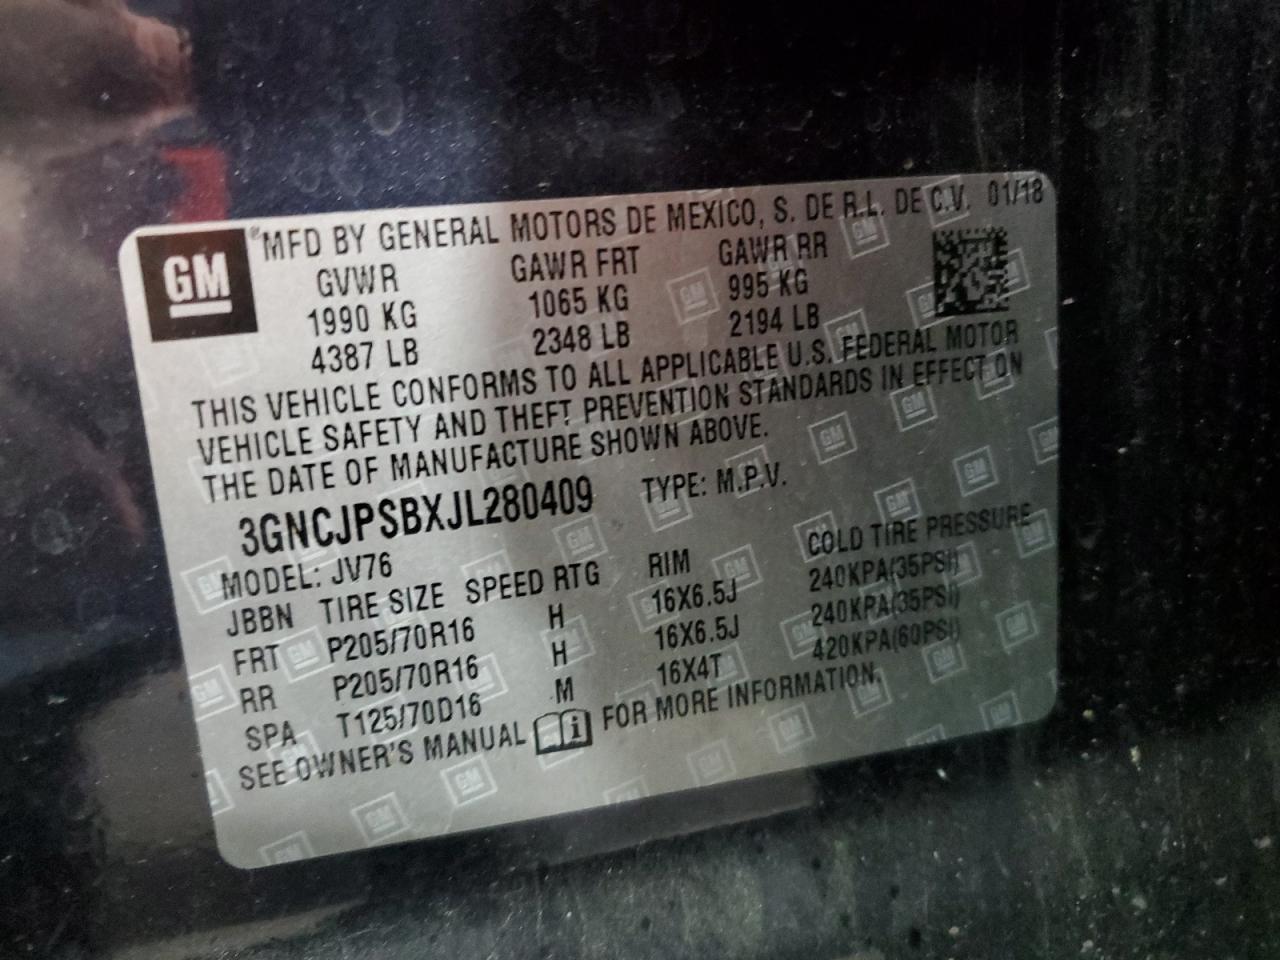 GM
®MFD BY GENERAL MOTORS DE MEXICO, S. DE R.L. DE C.V. 01/18
GVWR GAWR FRT GAWR RR
1990 KG 1065 KG 995 KG
4387 LB 2348 LB 2194 LB
THIS VEHICLE CONFORMS TO ALL APPLICABLE U.S. FEDERAL MOTOR
VEHICLE SAFETY AND THEFT PREVENTION STANDARDS IN EFFECT ON
THE DATE OF MANUFACTURE SHOWN ABOVE.
3GNCJPSBXJL280409 TYPE: M.P.V.
MODEL: JV76
JBBN TIRE SIZE SPEED RTG RIM COLD TIRE PRESSURE
FRT P205/70R16 H 16X6.5J 240KPA(35PSI)
RR P205/70R16 H 16X6.5J 240KPA(35PSI)
SPA T125/70D16 M 16X4T 420KPA(60PSI)
SEE OWNER'S MANUAL i FOR MORE INFORMATION.